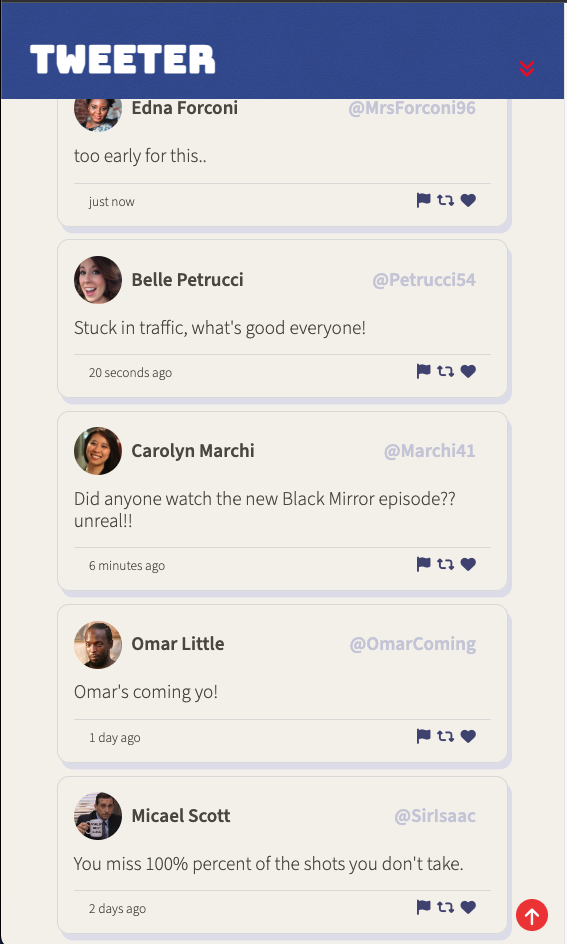 TWEETER
Edna Forconi @MrsForconi96
too early for this..
just now
Belle Petrucci @Petrucci54
Stuck in traffic, what's good everyone!
20 seconds ago
Carolyn Marchi @Marchi41
Did anyone watch the new Black Mirror episode??
unreal!!
6 minutes ago
Omar Little @OmarComing
Omar's coming yo!
1 day ago
Micael Scott @SirIsaac
You miss 100% percent of the shots you don't take.
2 days ago